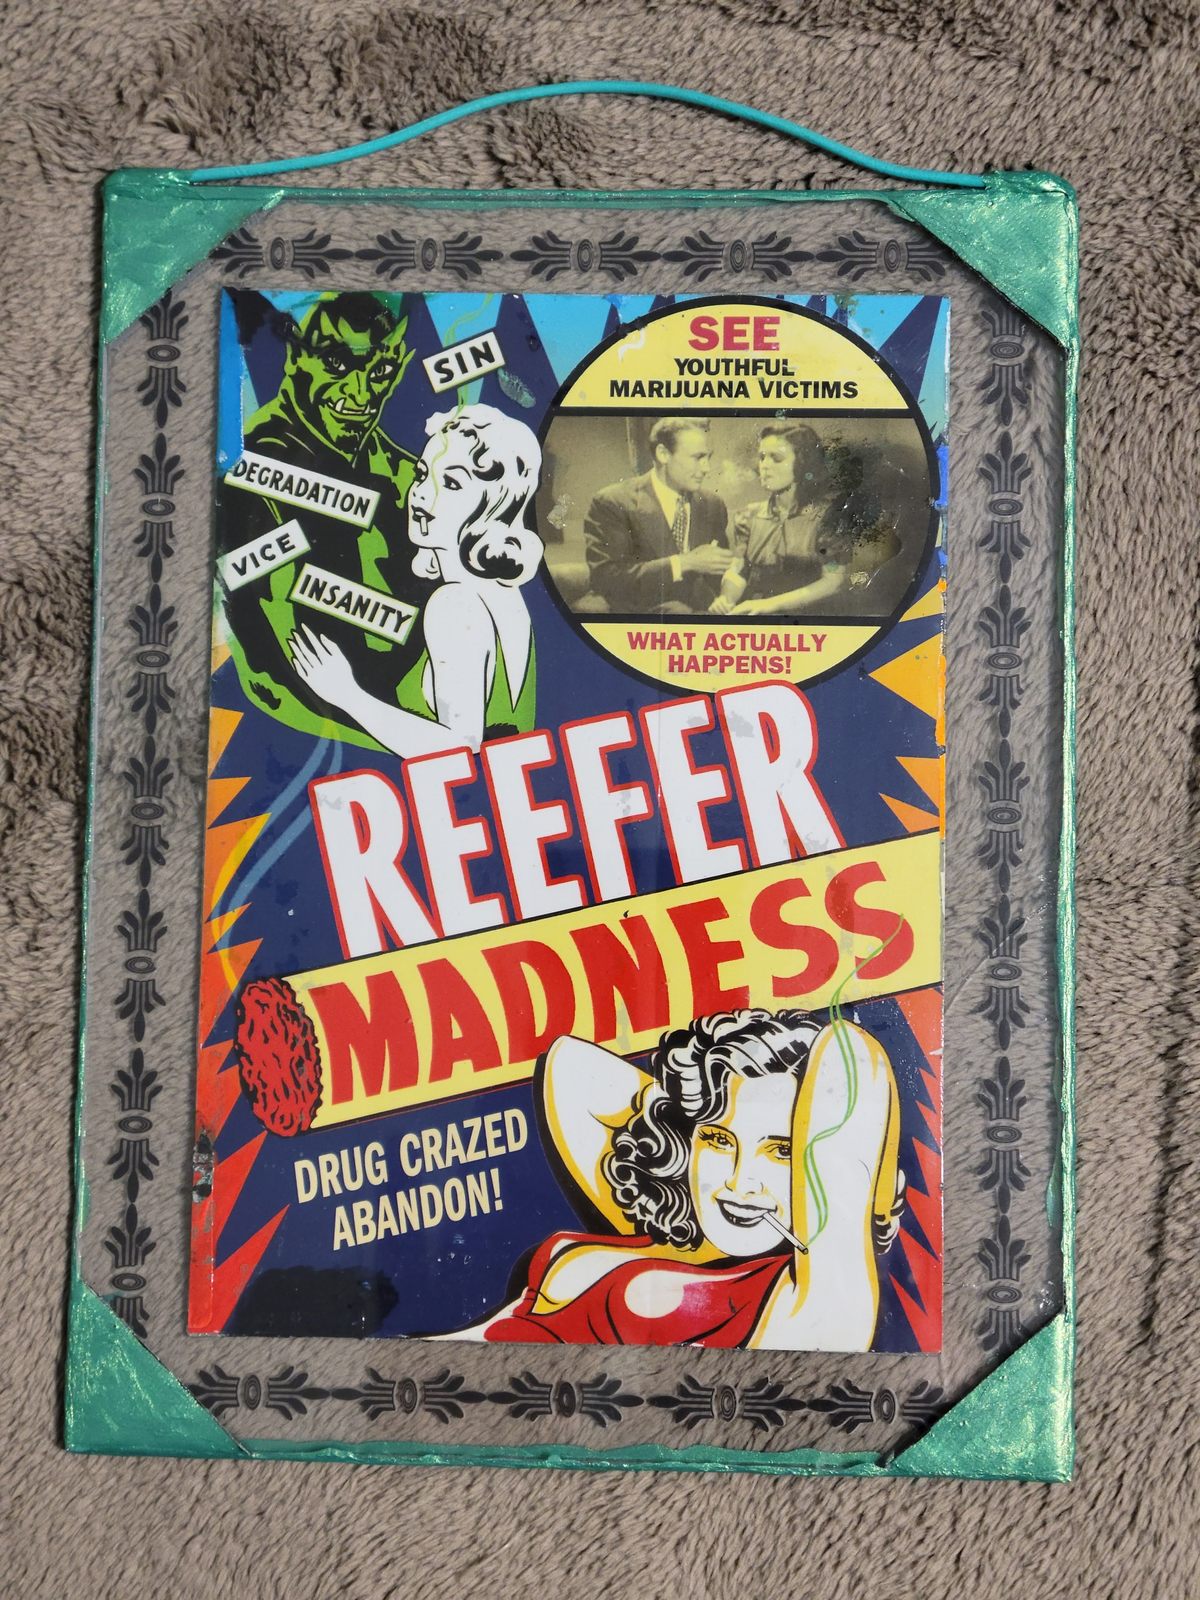 SIN
DEGRADATION
VICE
INSANITY
SEE
YOUTHFUL
MARIJUANA VICTIMS
WHAT ACTUALLY
HAPPENS!
REEFER
MADNESS
DRUG CRAZED
ABANDON!